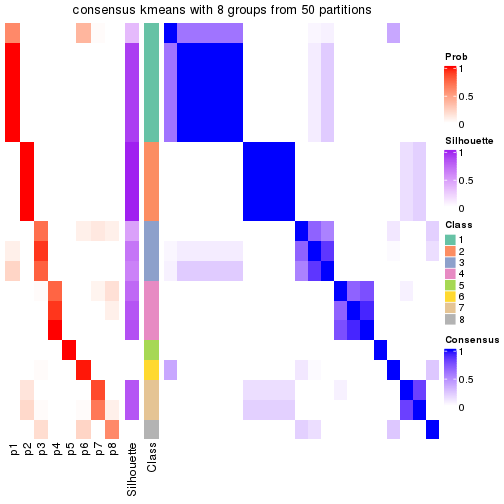 consensus kmeans with 8 groups from 50 partitions
Prob
1
0.5
0
Silhouette
1
0.5
0
Class
1
2
3
4
5
6
7
8
Consensus
1
0.5
0
p1
p2
p3
p4
p5
p6
p7
p8
Silhouette
Class